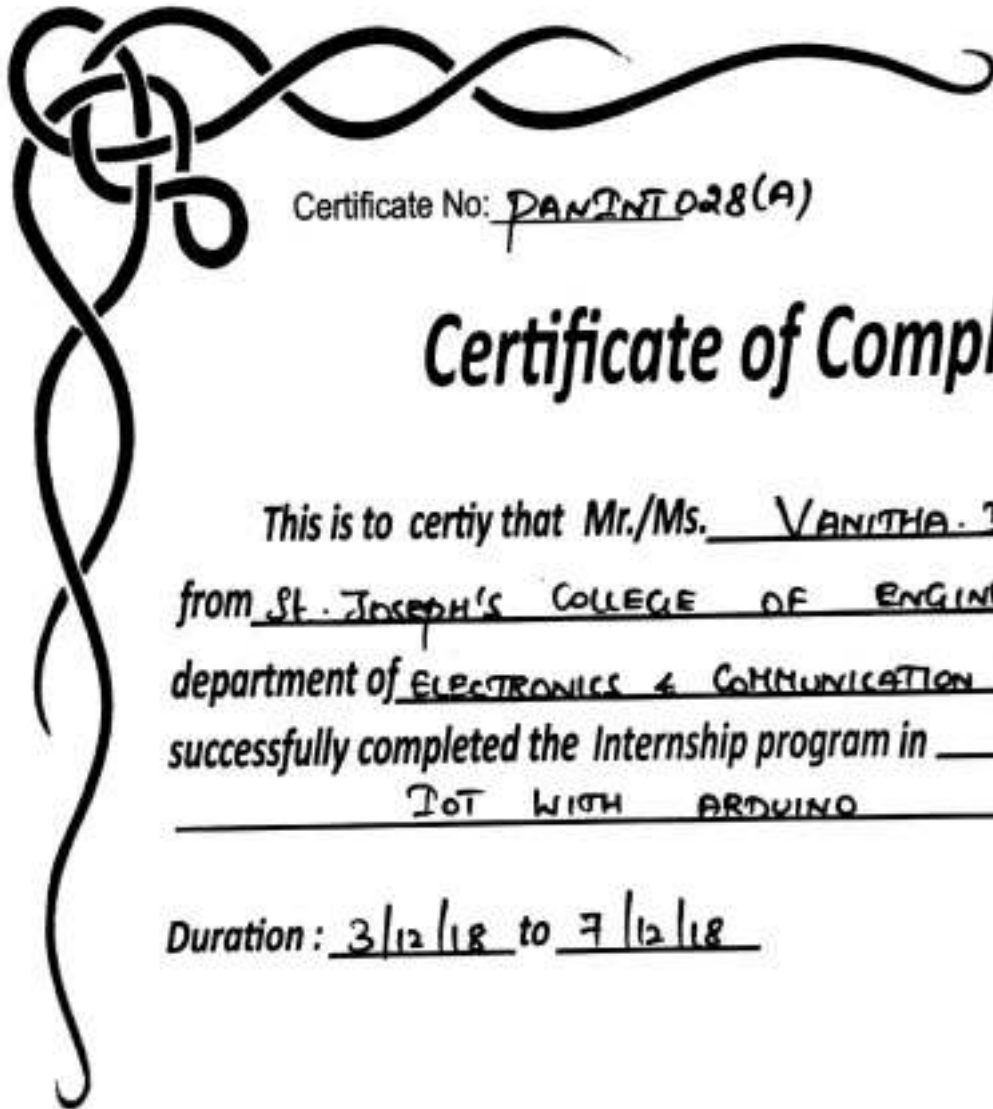 Certificate No: PANINT028(A)
Certificate of Compl
This is to certiy that Mr./Ms. VANITHA.
from St. JOSEPH'S COLLEGE OF ENGIN
department of ELECTRONICS & COMMUNICATION
successfully completed the Internship program in
IOT WITH ARDUINO
Duration : 3/12/18 to 7/12/18